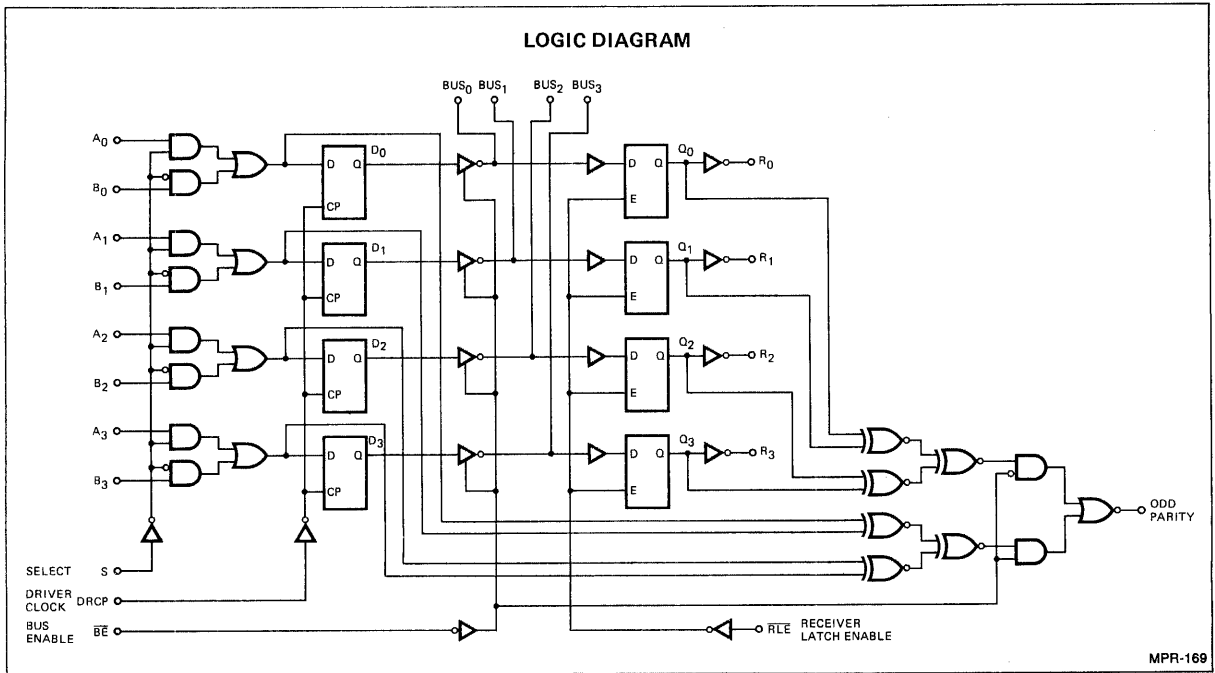 LOGIC DIAGRAM
BUS₀ BUS₁ BUS₂ BUS₃
A₀
B₀
D Q
CP
D₀
D Q
E
Q₀
R₀
A₁
B₁
D Q
CP
D₁
D Q
E
Q₁
R₁
A₂
B₂
D Q
CP
D₂
D Q
E
Q₂
R₂
A₃
B₃
D Q
CP
D₃
D Q
E
Q₃
R₃
ODD
PARITY
SELECT S
DRIVER
CLOCK DRCP
BUS
ENABLE B̅E̅
R̅L̅E̅ RECEIVER
LATCH ENABLE
MPR-169